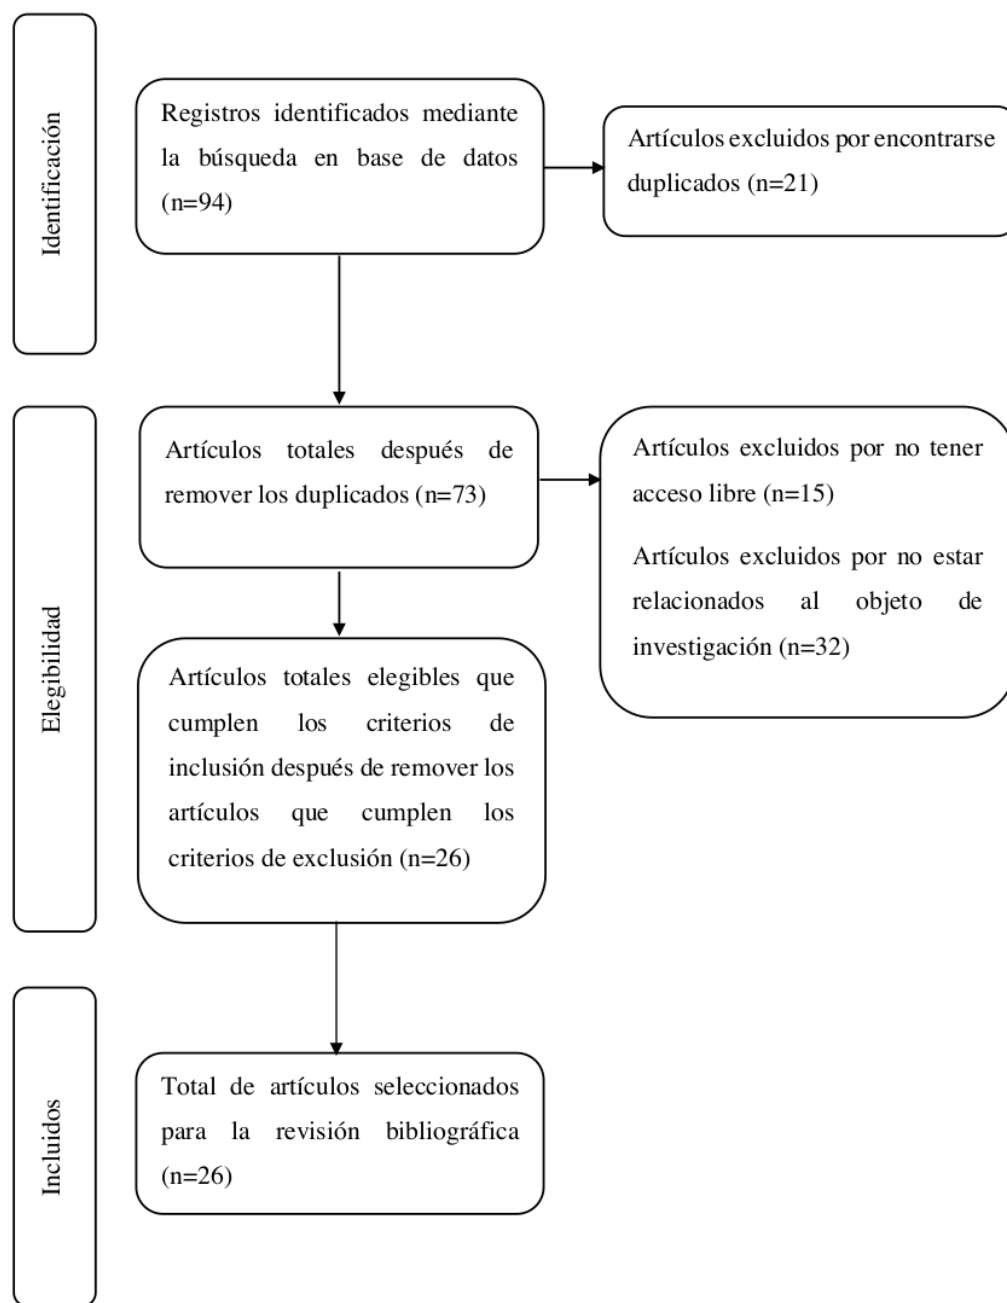 Identificación
Registros identificados mediante
la búsqueda en base de datos
(n=94)
Artículos excluidos por encontrarse
duplicados (n=21)
Elegibilidad
Artículos totales después de
remover los duplicados (n=73)
Artículos excluidos por no tener
acceso libre (n=15)
Artículos excluidos por no estar
relacionados al objeto de
investigación (n=32)
Artículos totales elegibles que
cumplen los criterios de
inclusión después de remover los
artículos que cumplen los
criterios de exclusión (n=26)
Incluidos
Total de artículos seleccionados
para la revisión bibliográfica
(n=26)